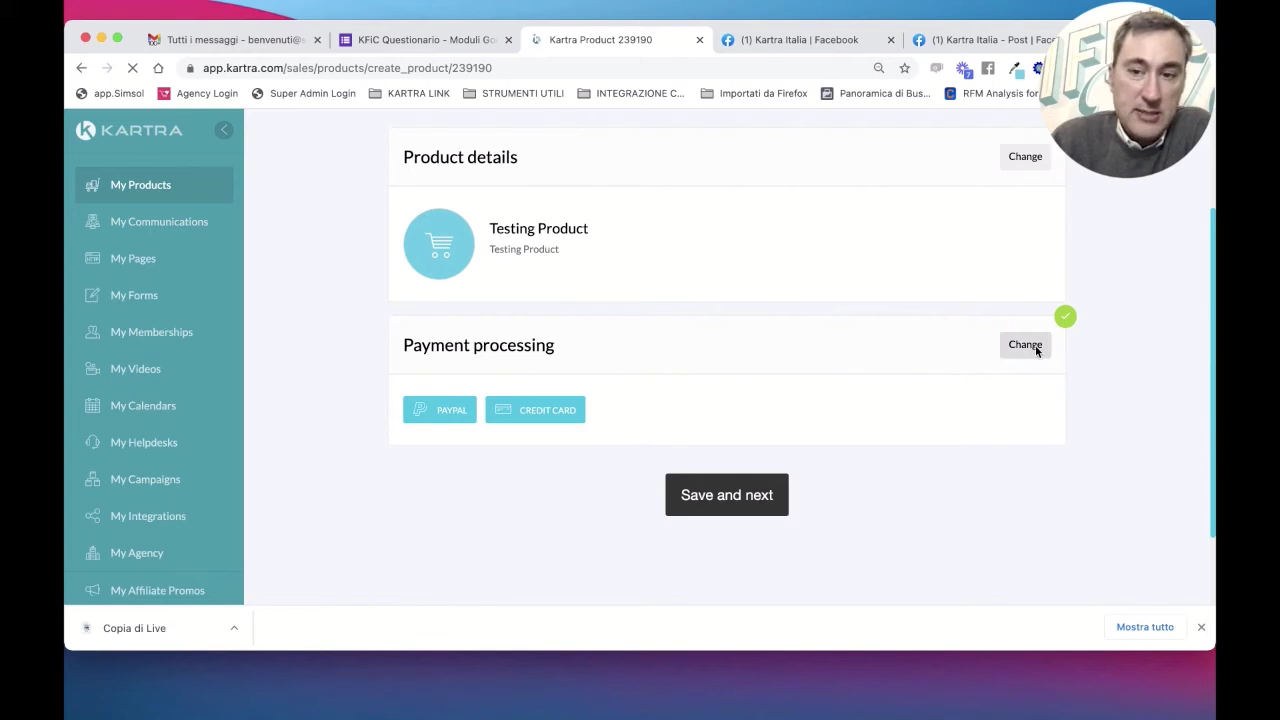 Tutti i messaggi - benvenuti@s
KFiC Questionario - Moduli Go
Kartra Product 239190
(1) Kartra Italia | Facebook
(1) Kartra Italia - Post | Fac
app.kartra.com/sales/products/create_product/239190
app.Simsol
Agency Login
Super Admin Login
KARTRA LINK
STRUMENTI UTILI
INTEGRAZIONE C...
Importati da Firefox
Panoramica di Bus...
RFM Analysis for
KARTRA
My Products
My Communications
My Pages
My Forms
My Memberships
My Videos
My Calendars
My Helpdesks
My Campaigns
My Integrations
My Agency
My Affiliate Promos
Product details
Change
Testing Product
Testing Product
Payment processing
Change
PAYPAL
CREDIT CARD
Save and next
Copia di Live
Mostra tutto